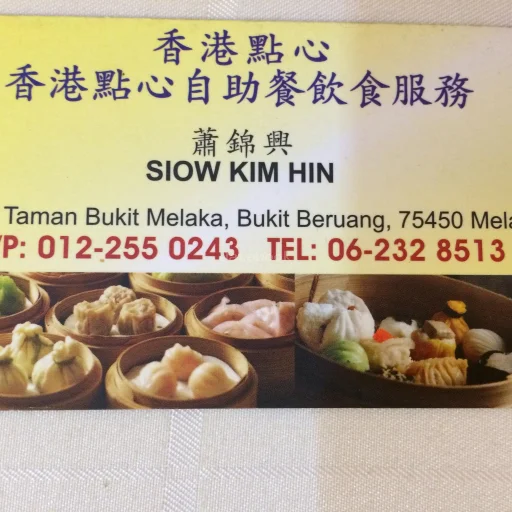 香港點心
香港點心自助餐飲食服務
蕭錦興
SIOW KIM HIN
Taman Bukit Melaka, Bukit Beruang, 75450 Mela
/P: 012-255 0243 TEL: 06-232 8513